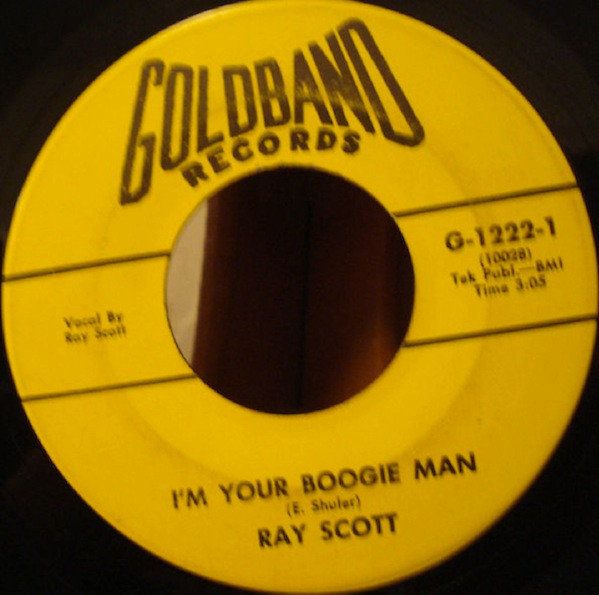 GOLDBAND
RECORDS
G-1222-1
(10028)
Tek Publ.—BMI
Time 3:05
Vocal By
Ray Scott
I'M YOUR BOOGIE MAN
(E. Shuler)
RAY SCOTT